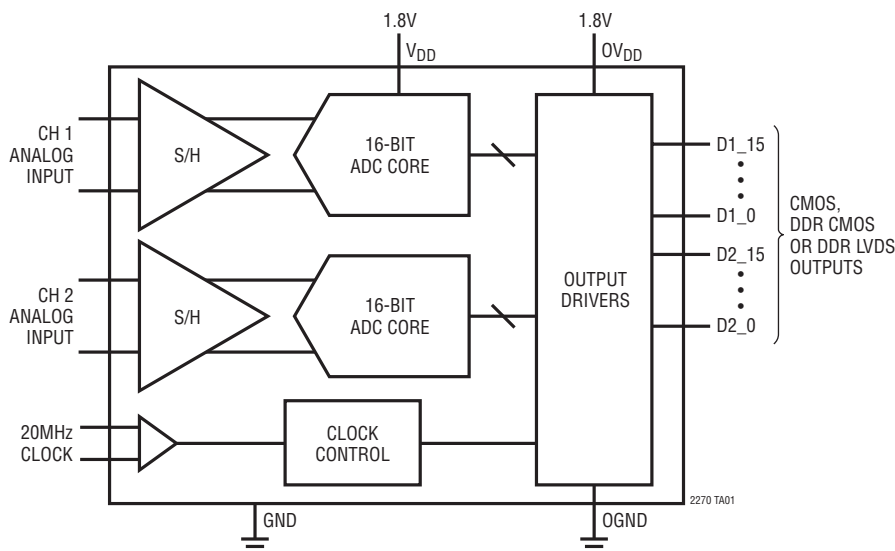 1.8V
1.8V
VDD
OVDD
CH 1
ANALOG
INPUT
S/H
16-BIT
ADC CORE
D1_15
D1_0
CMOS,
DDR CMOS
OR DDR LVDS
OUTPUTS
D2_15
D2_0
OUTPUT
DRIVERS
CH 2
ANALOG
INPUT
S/H
16-BIT
ADC CORE
20MHz
CLOCK
CLOCK
CONTROL
2270 TA01
GND
OGND